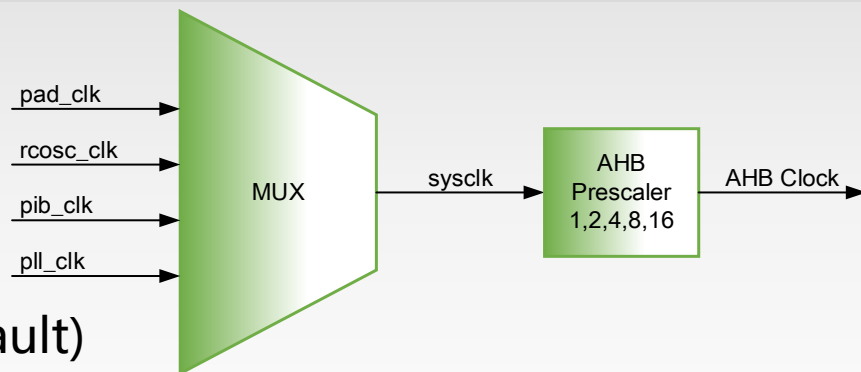 pad_clk
rcosc_clk
pib_clk
pll_clk
MUX
sysclk
AHB
Prescaler
1,2,4,8,16
AHB Clock
ault)